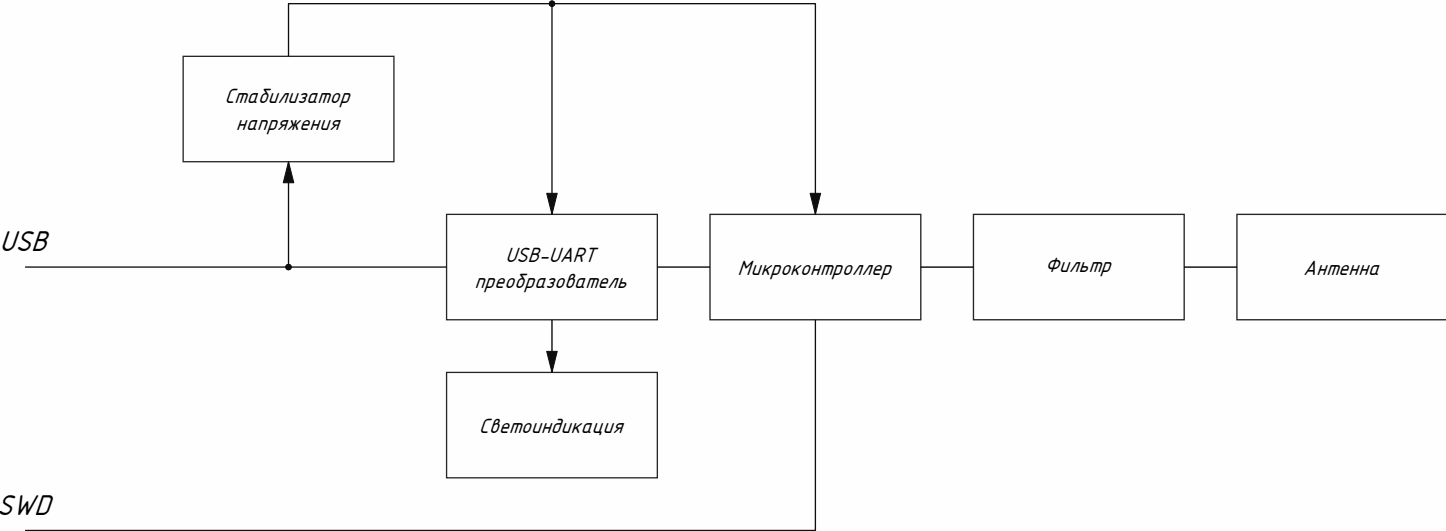 Стабилизатор
напряжения
USB
USB-UART
преобразователь
Микроконтроллер
Фильтр
Антенна
Светоиндикация
SWD